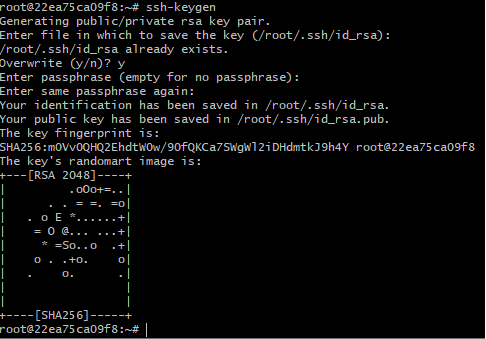 root@22ea75ca09f8:~# ssh-keygen
Generating public/private rsa key pair.
Enter file in which to save the key (/root/.ssh/id_rsa):
/root/.ssh/id_rsa already exists.
Overwrite (y/n)? y
Enter passphrase (empty for no passphrase):
Enter same passphrase again:
Your identification has been saved in /root/.ssh/id_rsa.
Your public key has been saved in /root/.ssh/id_rsa.pub.
The key fingerprint is:
SHA256:mOVvOQHQ2EhdtWOw/9OfQKCa7SWgWl2iDHdmtkJ9h4Y root@22ea75ca09f8
The key's randomart image is:
+---[RSA 2048]----+
|         .oOo+=..|
|      . . = =. =o|
|   . o E *......+|
|    = O @... ...+|
|     * =So..o  .+|
|    o . .+o.    o|
|   .    o.      .|
|                 |
|                 |
+----[SHA256]-----+
root@22ea75ca09f8:~#